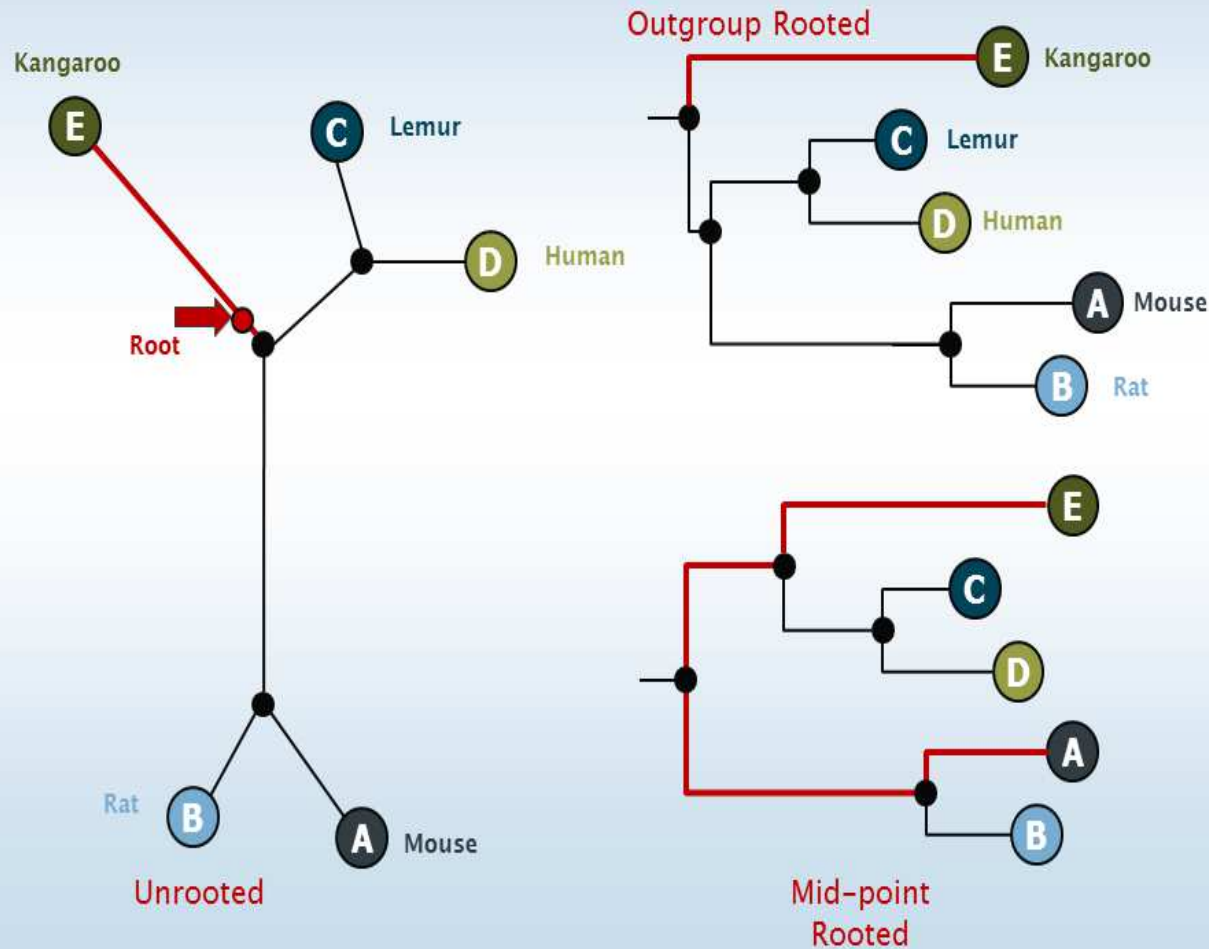 Kangaroo
E
C
Lemur
D
Human
Root
Rat
B
A
Mouse
Unrooted
Outgroup Rooted
E
Kangaroo
C
Lemur
D
Human
A
Mouse
B
Rat
E
C
D
A
B
Mid-point
Rooted